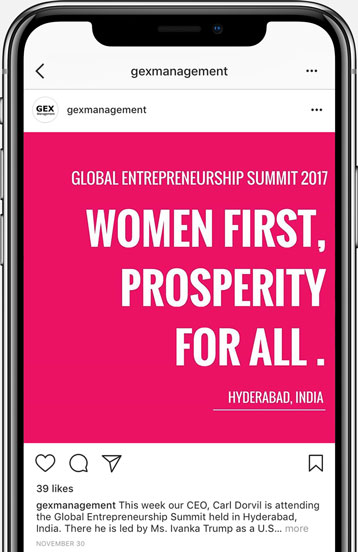 gexmanagement
GEX
Management
gexmanagement
GLOBAL ENTREPRENEURSHIP SUMMIT 2017
WOMEN FIRST,
PROSPERITY
FOR ALL .
HYDERABAD, INDIA
39 likes
gexmanagement This week our CEO, Carl Dorvil is attending
the Global Entrepreneurship Summit held in Hyderabad,
India. There he is led by Ms. Ivanka Trump as a U.S... more
NOVEMBER 30